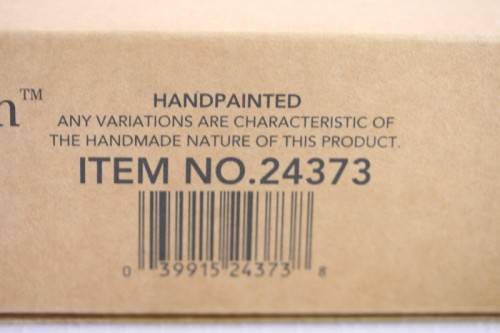 HANDPAINTED
ANY VARIATIONS ARE CHARACTERISTIC OF
THE HANDMADE NATURE OF THIS PRODUCT.
ITEM NO.24373
0 39915 24373 8